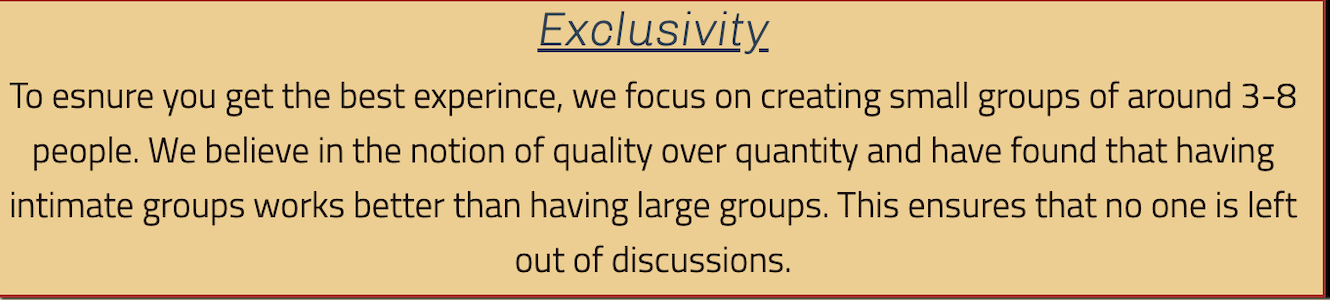 Exclusivity
To esnure you get the best experince, we focus on creating small groups of around 3-8
people. We believe in the notion of quality over quantity and have found that having
intimate groups works better than having large groups. This ensures that no one is left
out of discussions.